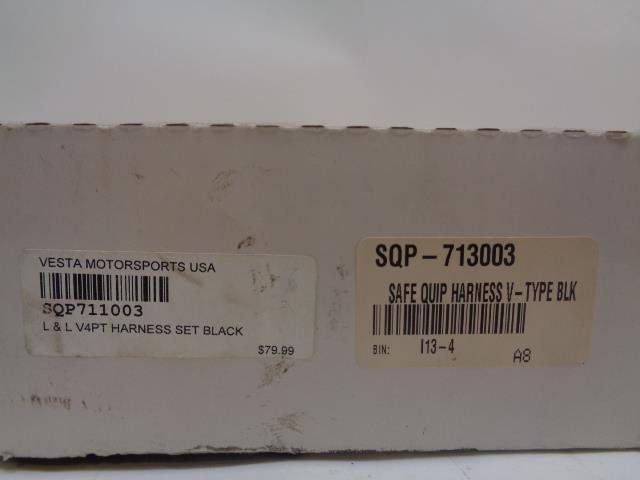 VESTA MOTORSPORTS USA
SQP711003
L & L V4PT HARNESS SET BLACK
$79.99
SQP-713003
SAFE QUIP HARNESS V-TYPE BLK
BIN: I13-4
A8